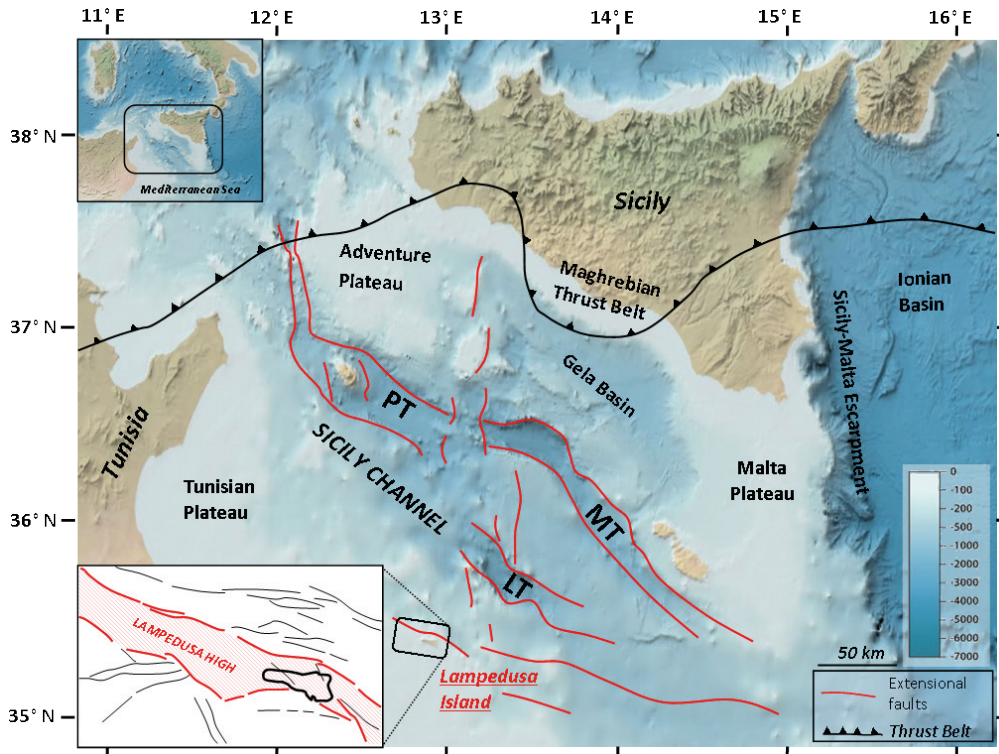 11°E
12°E
13°E
14°E
15°E
16°E
38°N
37°N
36°N
35°N
Mediterranean Sea
Sicily
Adventure
Plateau
Maghrebian
Thrust Belt
Ionian
Basin
Sicily-Malta Escarpment
Gela Basin
PT
Tunisia
SICILY CHANNEL
Tunisian
Plateau
Malta
Plateau
MT
LT
LAMPEDUSA HIGH
Lampedusa
Island
0
-100
-200
-500
-1000
-2000
-3000
-4000
-5000
-6000
-7000
50 km
Extensional
faults
Thrust Belt